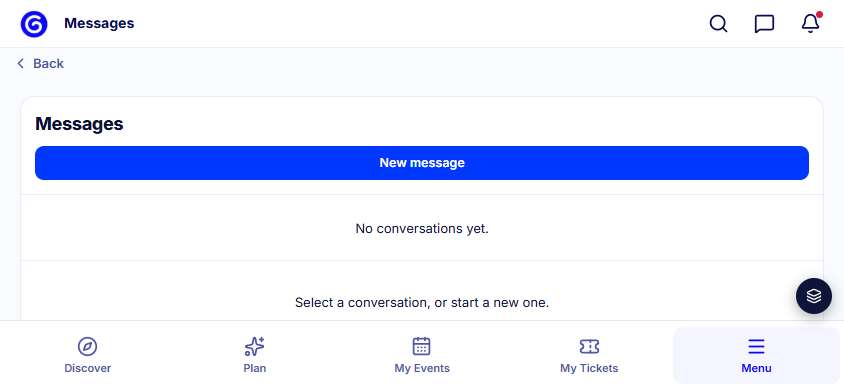 Messages
Back
Messages
New message
No conversations yet.
Select a conversation, or start a new one.
Discover
Plan
My Events
My Tickets
Menu